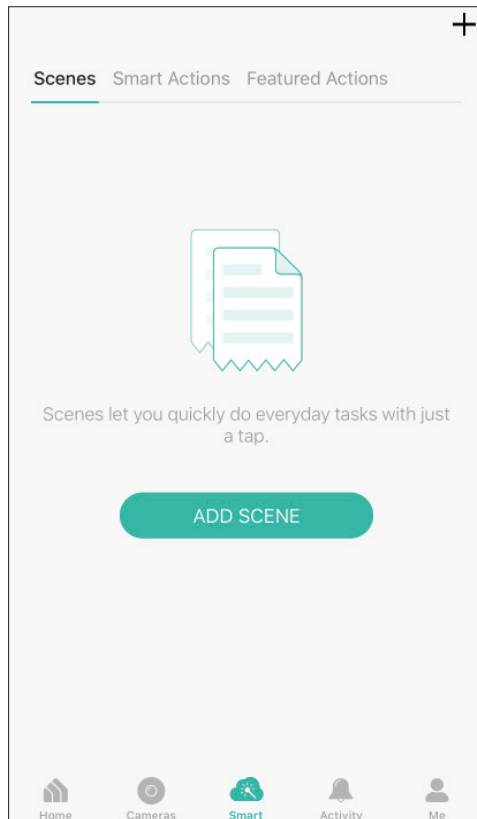 Scenes Smart Actions Featured Actions
Scenes let you quickly do everyday tasks with just
a tap.
ADD SCENE
Home Cameras Smart Activity Me